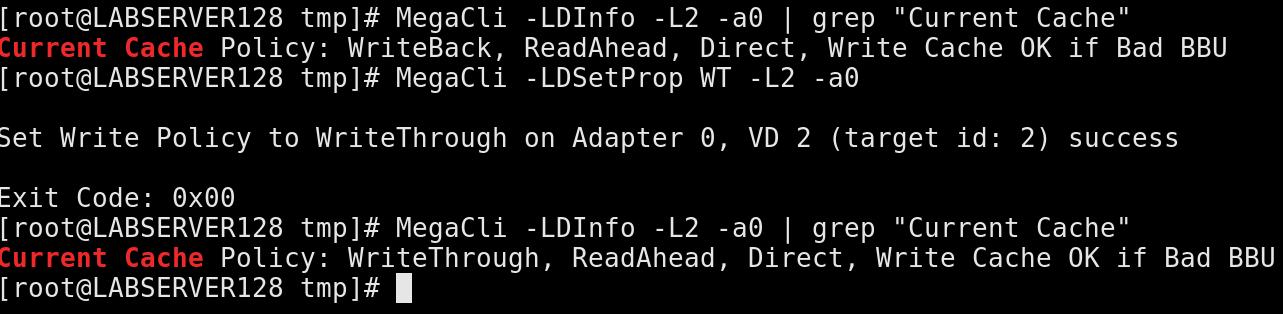 [root@LABSERVER128 tmp]# MegaCli -LDInfo -L2 -a0 | grep "Current Cache"
Current Cache Policy: WriteBack, ReadAhead, Direct, Write Cache OK if Bad BBU
[root@LABSERVER128 tmp]# MegaCli -LDSetProp WT -L2 -a0
Set Write Policy to WriteThrough on Adapter 0, VD 2 (target id: 2) success
Exit Code: 0x00
[root@LABSERVER128 tmp]# MegaCli -LDInfo -L2 -a0 | grep "Current Cache"
Current Cache Policy: WriteThrough, ReadAhead, Direct, Write Cache OK if Bad BBU
[root@LABSERVER128 tmp]#